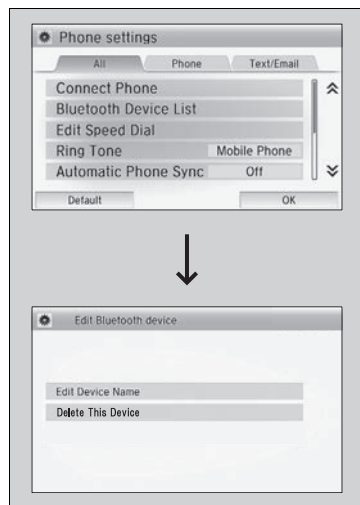 Phone settings
All Phone Text/Email
Connect Phone
Bluetooth Device List
Edit Speed Dial
Ring Tone Mobile Phone
Automatic Phone Sync Off
Default OK
Edit Bluetooth device
Edit Device Name
Delete This Device